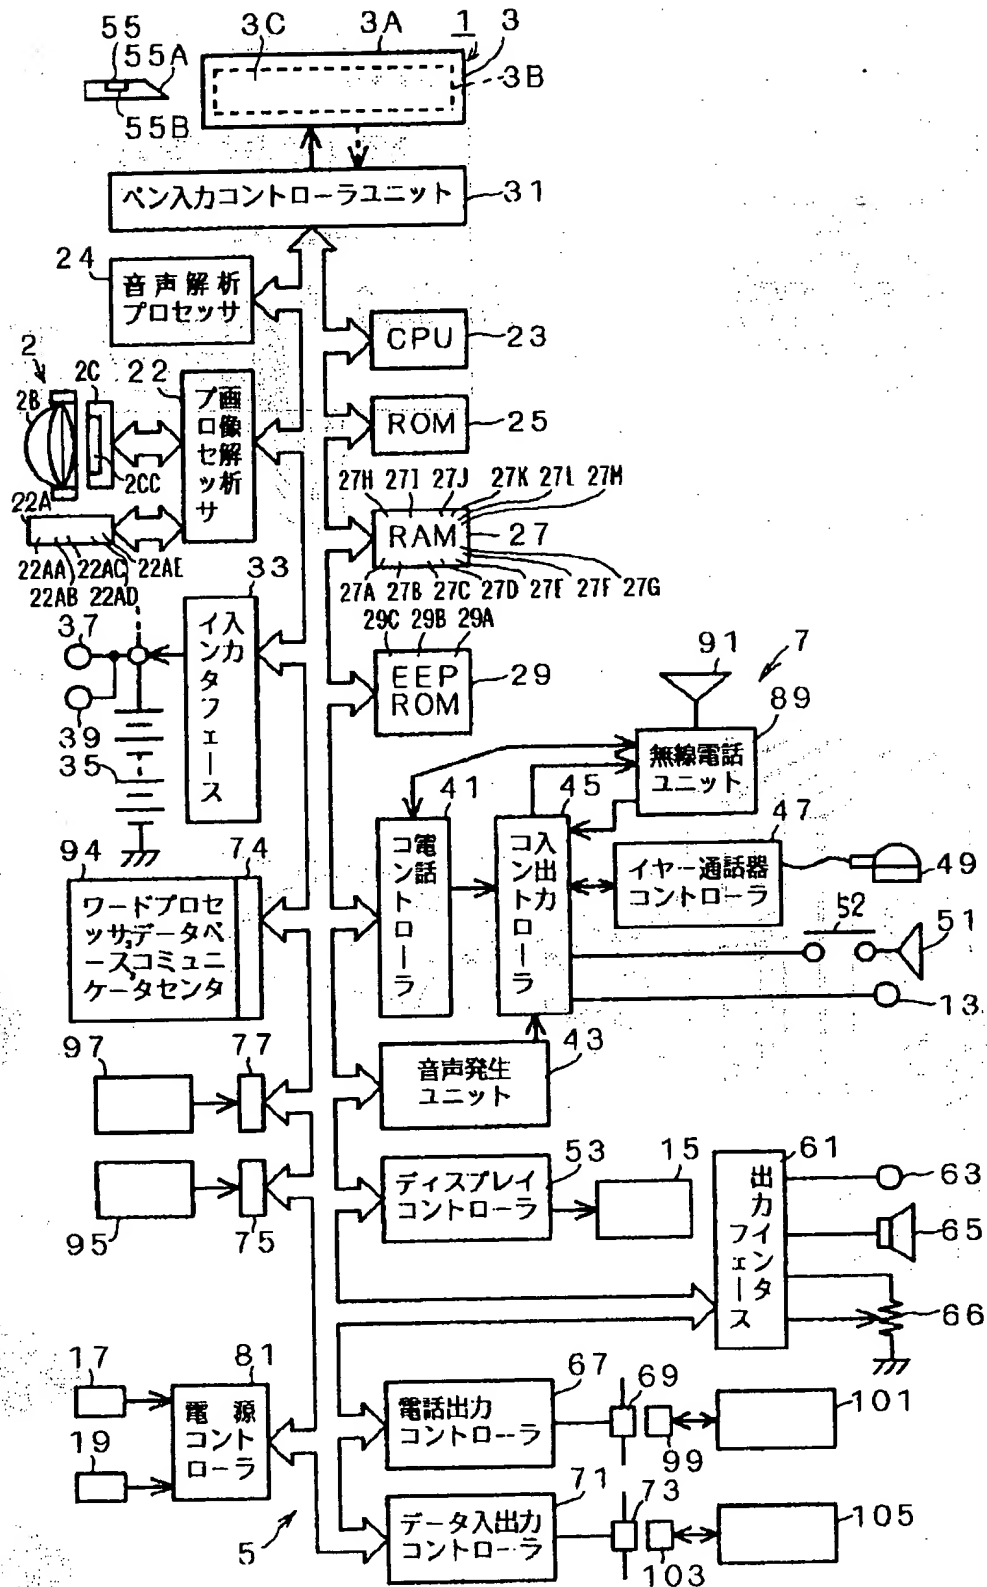 55
55A
55B
3C
3A
1
3
3B
ペン入力コントローラユニット
31
24
音声解析
プロセッサ
CPU
23
2
2B
2C
2CC
22
画像解析
プロセッサ
ROM
25
22A
22AA
22AB
22AC
22AD
22AE
27H
27I
27J
27K
27L
27M
RAM
27
27A
27B
27C
27D
27E
27F
27G
33
入力
インタフェース
37
39
35
29C
29B
29A
EEP
ROM
29
91
7
89
無線電話
ユニット
41
電話
コントローラ
45
入出力
コントローラ
47
イヤー通話器
コントローラ
49
52
51
13
94
74
ワードプロセ
ッサ,データベ
ース,コミュニ
ケータセンタ
97
77
43
音声発生
ユニット
95
75
53
ディスプレイ
コントローラ
15
61
出力インタ
フェース
63
65
66
17
19
81
電源
コント
ローラ
67
電話出力
コントローラ
69
99
101
5
71
データ入出力
コントローラ
73
103
105